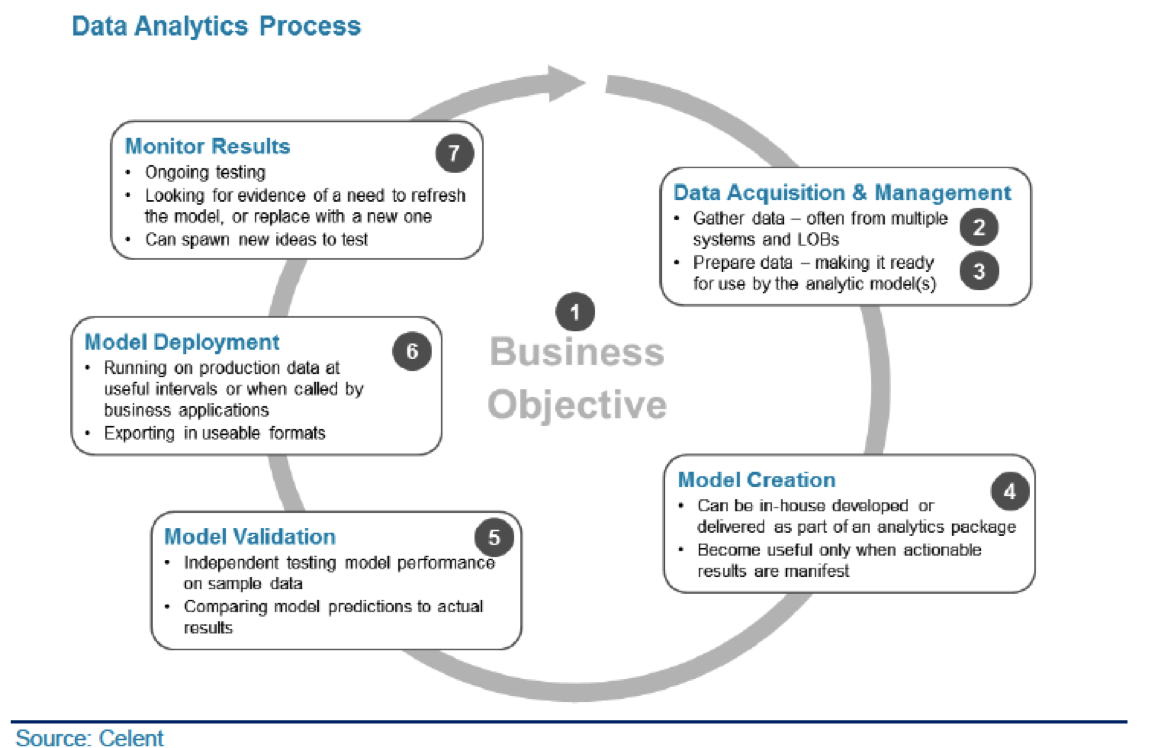 Data Analytics Process
Monitor Results
7
• Ongoing testing
• Looking for evidence of a need to refresh
the model, or replace with a new one
• Can spawn new ideas to test
Data Acquisition & Management
• Gather data – often from multiple
systems and LOBs
2
• Prepare data – making it ready
for use by the analytic model(s)
3
1
Business
Objective
Model Deployment
6
• Running on production data at
useful intervals or when called by
business applications
• Exporting in useable formats
Model Creation
4
• Can be in-house developed or
delivered as part of an analytics package
• Become useful only when actionable
results are manifest
Model Validation
5
• Independent testing model performance
on sample data
• Comparing model predictions to actual
results
Source: Celent